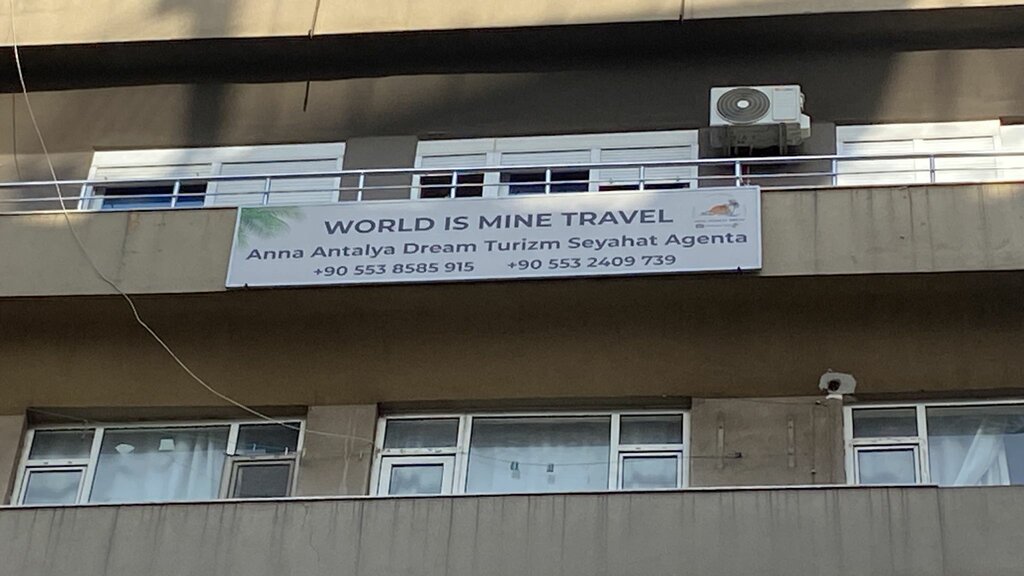 WORLD IS MINE TRAVEL
Anna Antalya Dream Turizm Seyahat Agenta
+90 553 8585 915 +90 553 2409 739